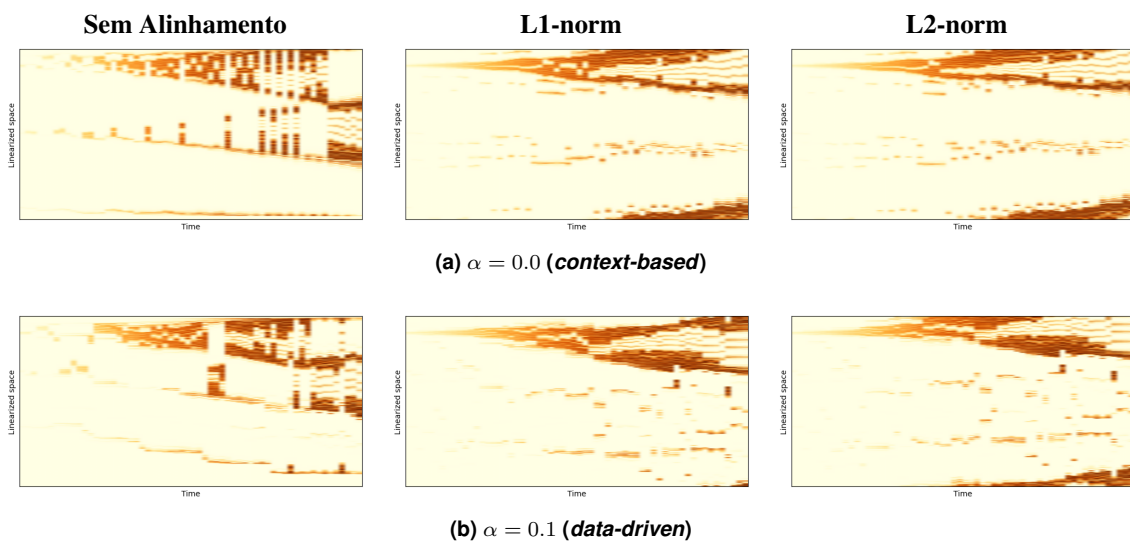 Sem Alinhamento L1-norm L2-norm
Linearized space Linearized space Linearized space
Time Time Time
(a) α = 0.0 (context-based)
Linearized space Linearized space Linearized space
Time Time Time
(b) α = 0.1 (data-driven)